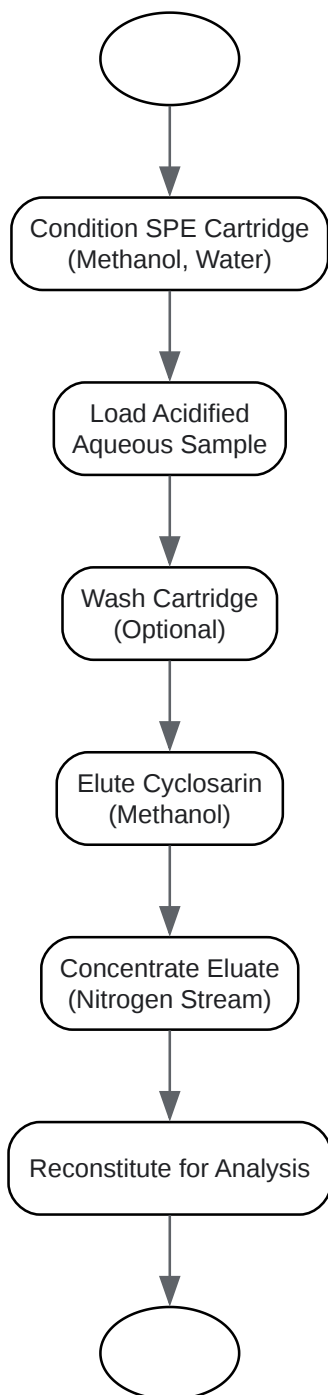 Condition SPE Cartridge
(Methanol, Water)
Load Acidified
Aqueous Sample
Wash Cartridge
(Optional)
Elute Cyclosarin
(Methanol)
Concentrate Eluate
(Nitrogen Stream)
Reconstitute for Analysis